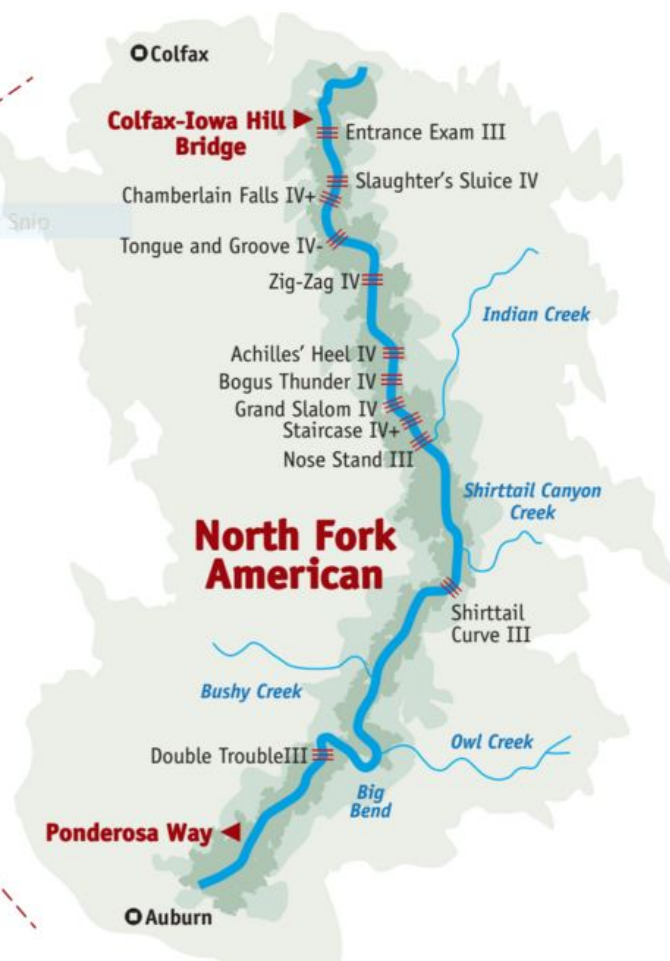 Colfax
Colfax-Iowa Hill
Bridge
Entrance Exam III
Slaughter's Sluice IV
Chamberlain Falls IV+
Snip
Tongue and Groove IV-
Zig-Zag IV
Indian Creek
Achilles' Heel IV
Bogus Thunder IV
Grand Slalom IV
Staircase IV+
Nose Stand III
Shirttail Canyon
Creek
North Fork
American
Shirttail
Curve III
Bushy Creek
Owl Creek
Double TroubleIII
Big
Bend
Ponderosa Way
Auburn